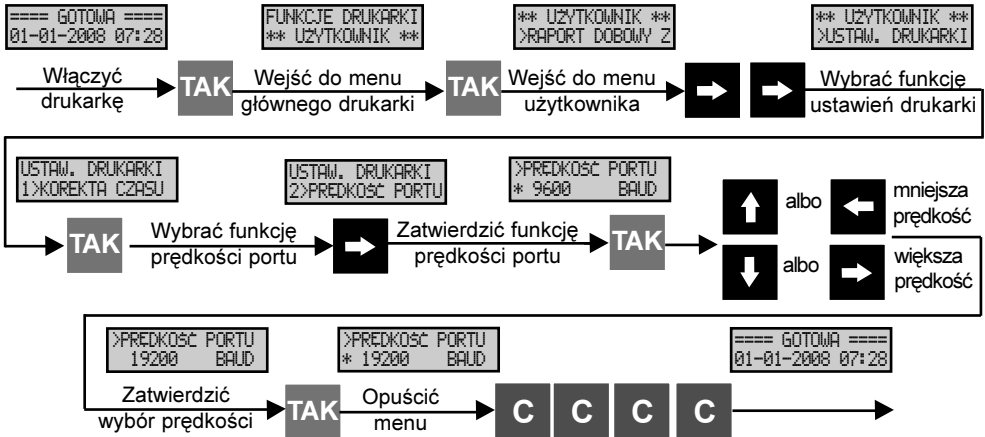 ==== GOTOWA ====
01-01-2008 07:28
FUNKCJE DRUKARKI
** UŻYTKOWNIK **
** UŻYTKOWNIK **
>RAPORT DOBOWY Z
** UŻYTKOWNIK **
>USTAW. DRUKARKI
Włączyć
drukarkę
TAK
Wejść do menu
głównego drukarki
TAK
Wejść do menu
użytkownika
Wybrać funkcję
ustawień drukarki
USTAW. DRUKARKI
1>KOREKTA CZASU
USTAW. DRUKARKI
2>PRĘDKOŚĆ PORTU
>PRĘDKOŚĆ PORTU
* 9600 BAUD
TAK
Wybrać funkcję
prędkości portu
Zatwierdzić funkcję
prędkości portu
TAK
albo
mniejsza
prędkość
albo
większa
prędkość
>PRĘDKOŚĆ PORTU
19200 BAUD
>PRĘDKOŚĆ PORTU
* 19200 BAUD
==== GOTOWA ====
01-01-2008 07:28
Zatwierdzić
wybór prędkości
TAK
Opuścić
menu
C C C C